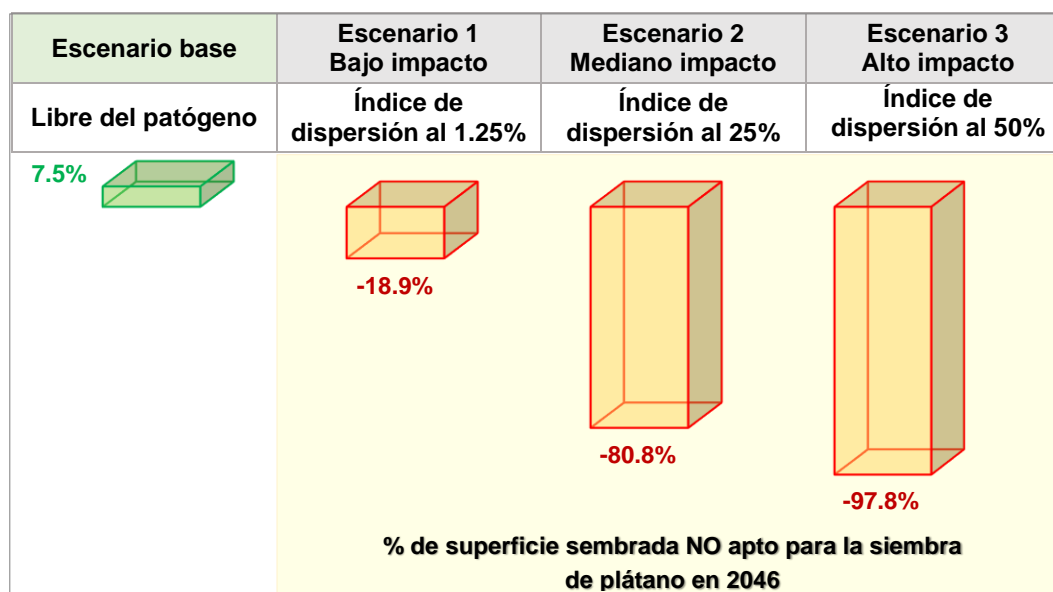 Escenario base
Escenario 1
Bajo impacto
Escenario 2
Mediano impacto
Escenario 3
Alto impacto
Libre del patógeno
Índice de
dispersión al 1.25%
Índice de
dispersión al 25%
Índice de
dispersión al 50%
7.5%
-18.9%
-80.8%
-97.8%
% de superficie sembrada NO apto para la siembra
de plátano en 2046